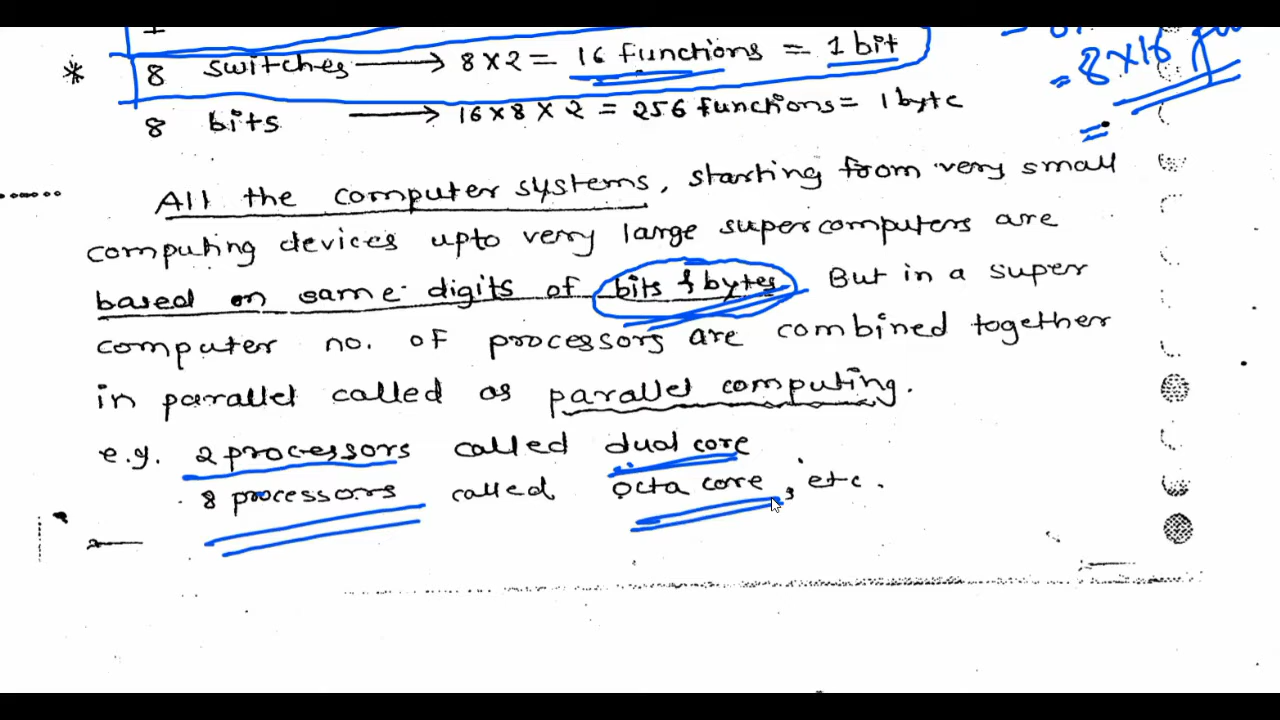 * 8 switches → 8 × 2 = 16 functions = 1 bit
= 8×16
8 bits → 16 × 8 × 2 = 256 functions = 1 byte
=
All the computer systems, starting from very small
computing devices upto very large supercomputers are
based on same digits of bits & bytes But in a super
computer no. of processors are combined together
in parallel called as parallel computing.
e.g. 2 processors called dual core
8 processors called octa core, etc.